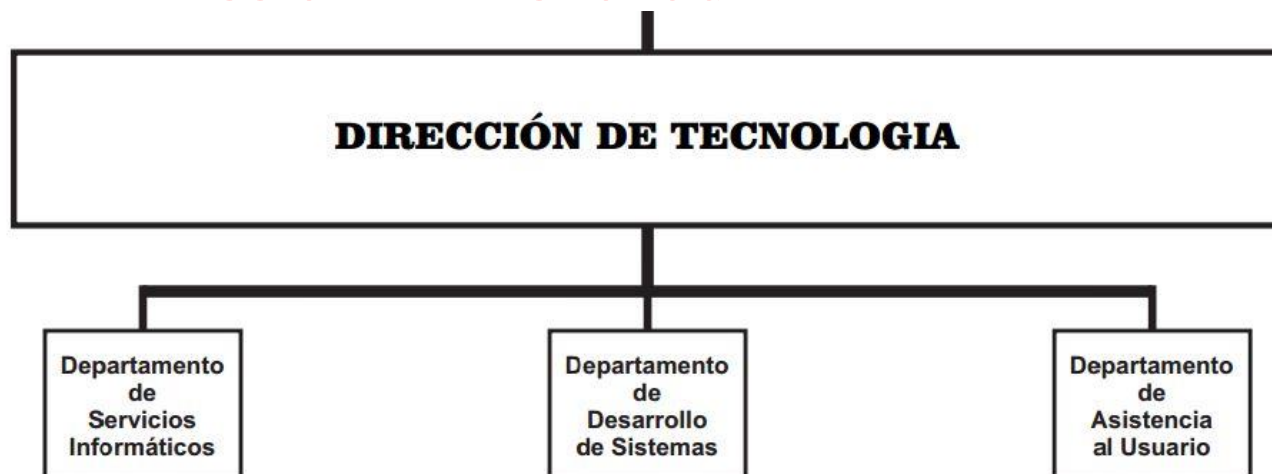 DIRECCIÓN DE TECNOLOGIA
Departamento
de
Servicios
Informáticos
Departamento
de
Desarrollo
de Sistemas
Departamento
de
Asistencia
al Usuario